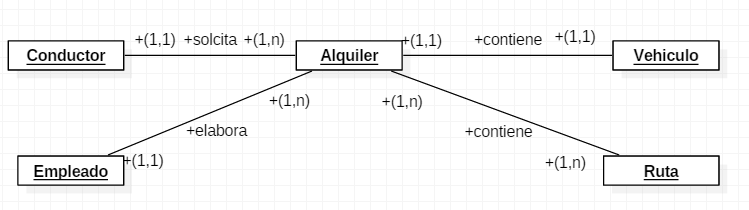 +(1,1) +solcita +(1,n) +(1,1) +contiene +(1,1)
Conductor Alquiler Vehiculo
+(1,n) +(1,n)
+elabora +contiene
+(1,1) +(1,n)
Empleado Ruta